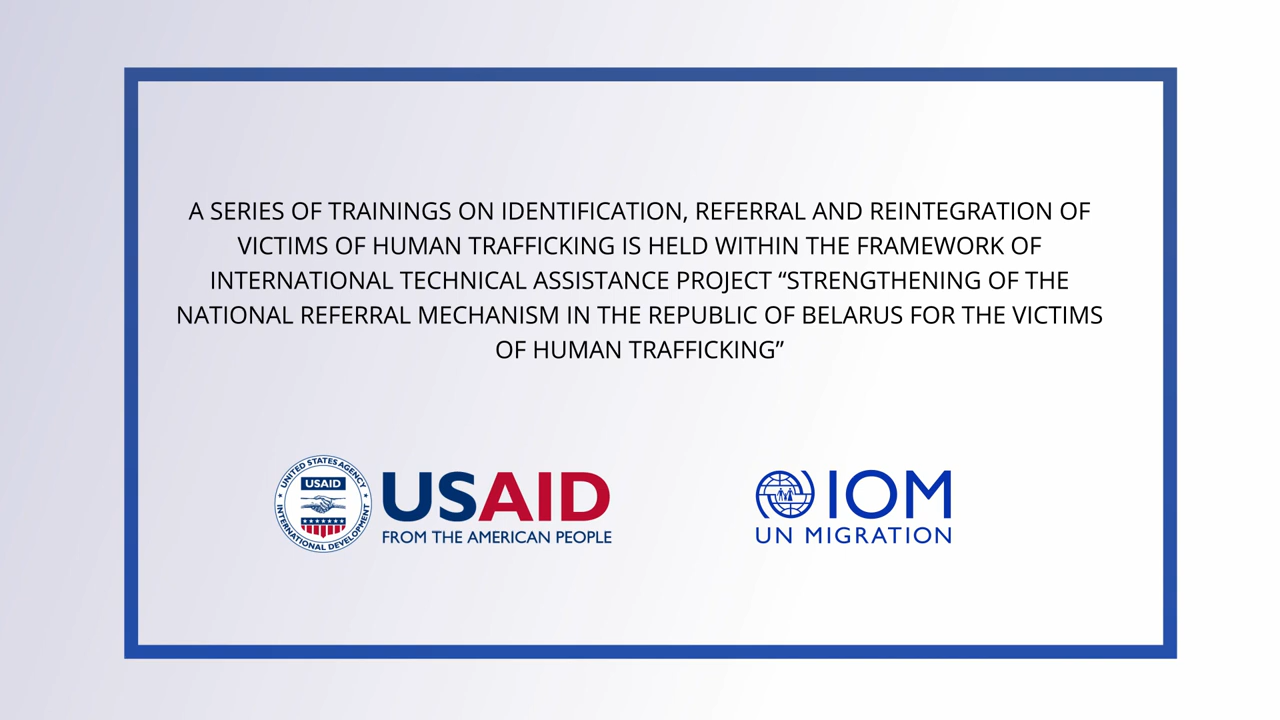 A SERIES OF TRAININGS ON IDENTIFICATION, REFERRAL AND REINTEGRATION OF
VICTIMS OF HUMAN TRAFFICKING IS HELD WITHIN THE FRAMEWORK OF
INTERNATIONAL TECHNICAL ASSISTANCE PROJECT “STRENGTHENING OF THE
NATIONAL REFERRAL MECHANISM IN THE REPUBLIC OF BELARUS FOR THE VICTIMS
OF HUMAN TRAFFICKING”
UNITED STATES AGENCY
USAID
INTERNATIONAL DEVELOPMENT
USAID
FROM THE AMERICAN PEOPLE
IOM
UN MIGRATION